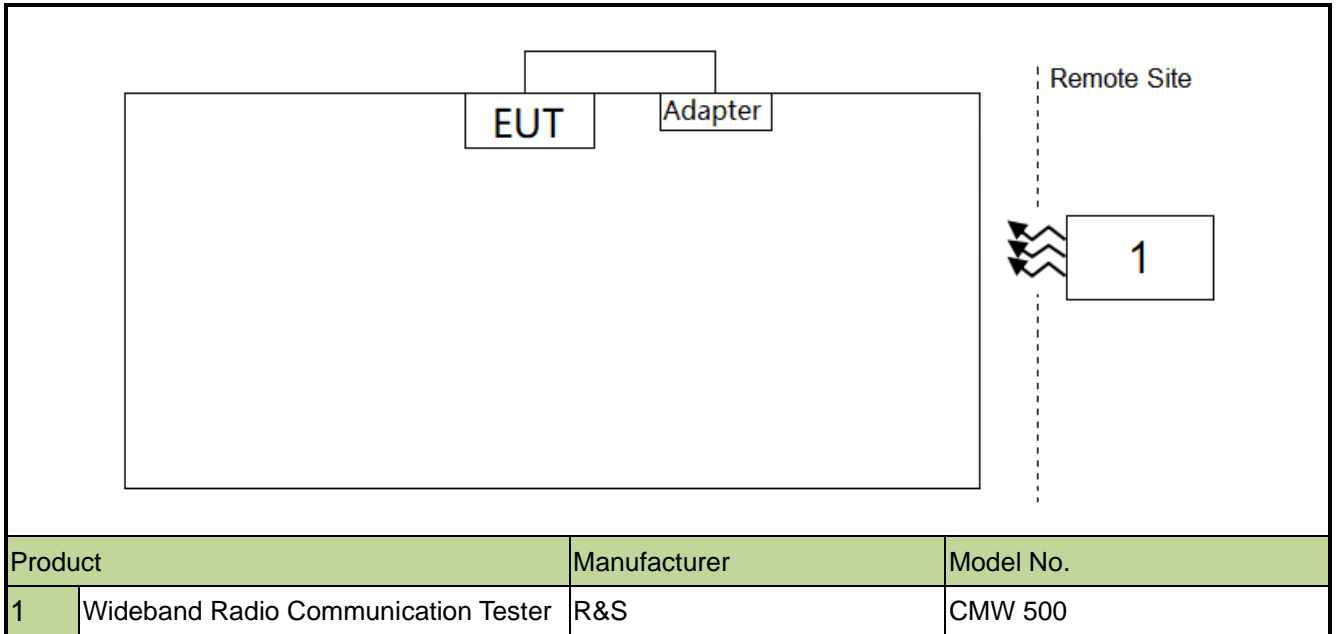 Remote Site
EUT
Adapter
1
Product Manufacturer Model No.
1 Wideband Radio Communication Tester R&S CMW 500